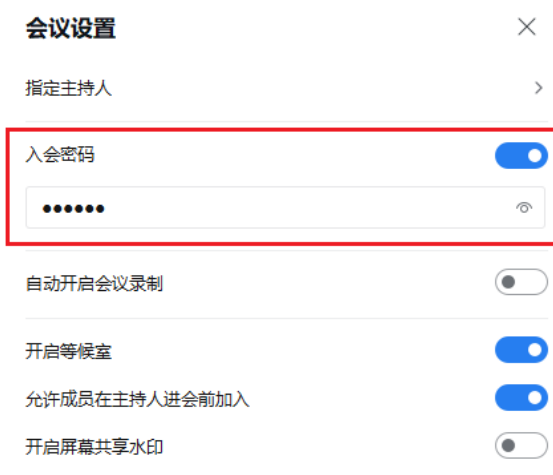 会议设置
指定主持人
入会密码
••••••
自动开启会议录制
开启等候室
允许成员在主持人进会前加入
开启屏幕共享水印